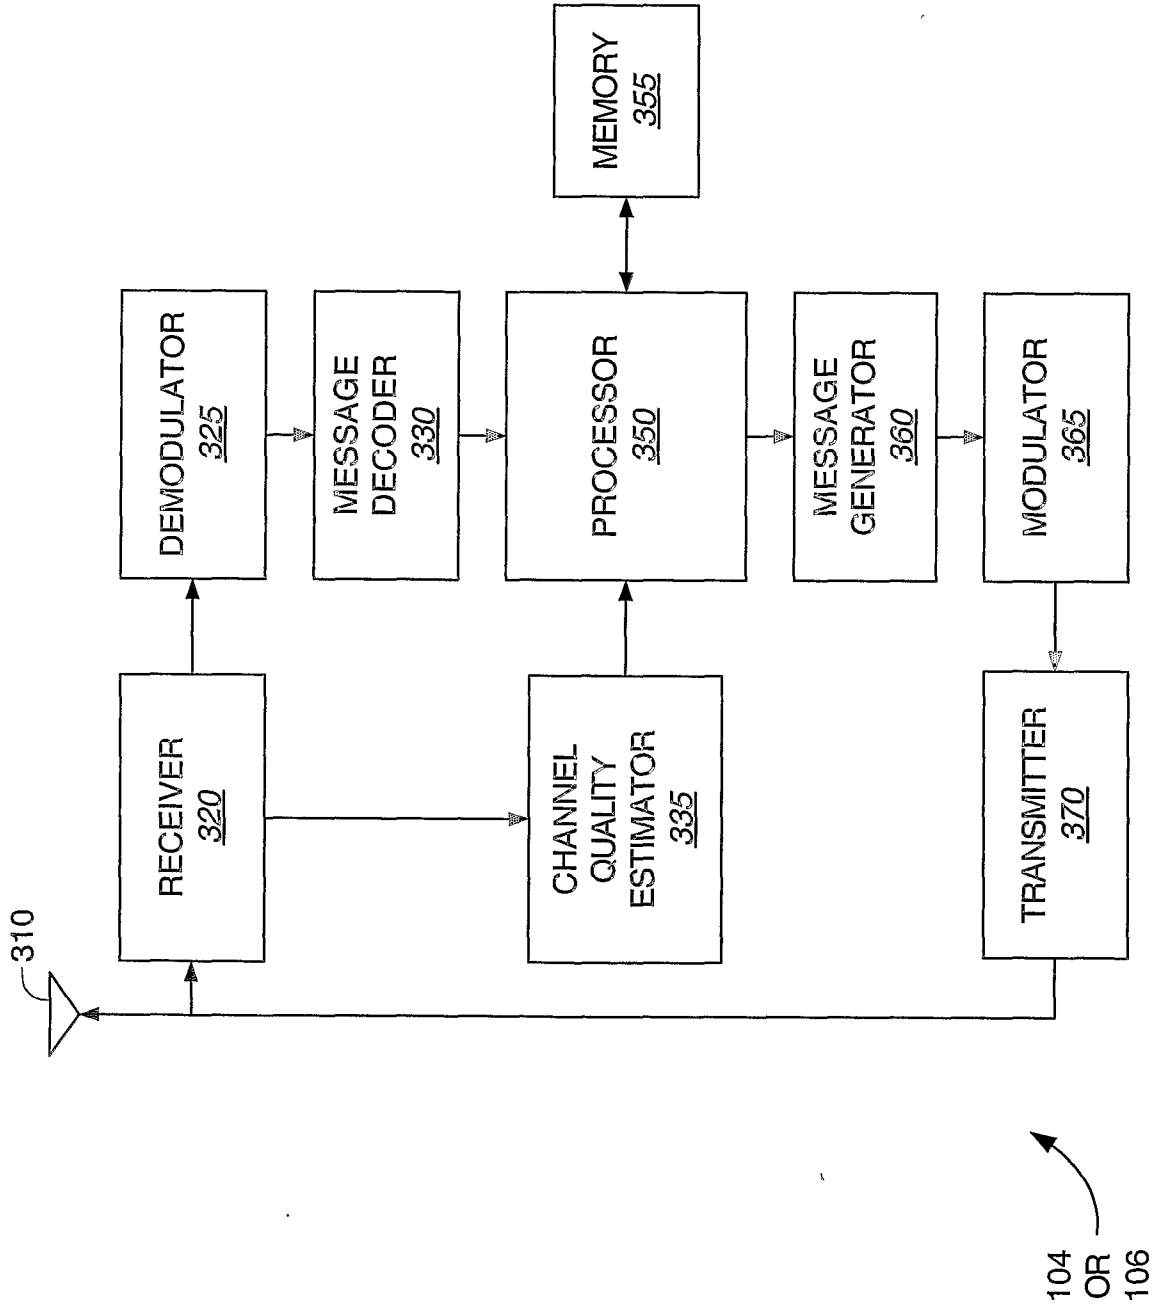 310
RECEIVER
320
DEMODULATOR
325
MESSAGE
DECODER
330
CHANNEL
QUALITY
ESTIMATOR
335
PROCESSOR
350
MEMORY
355
MESSAGE
GENERATOR
360
TRANSMITTER
370
MODULATOR
365
104
OR
106